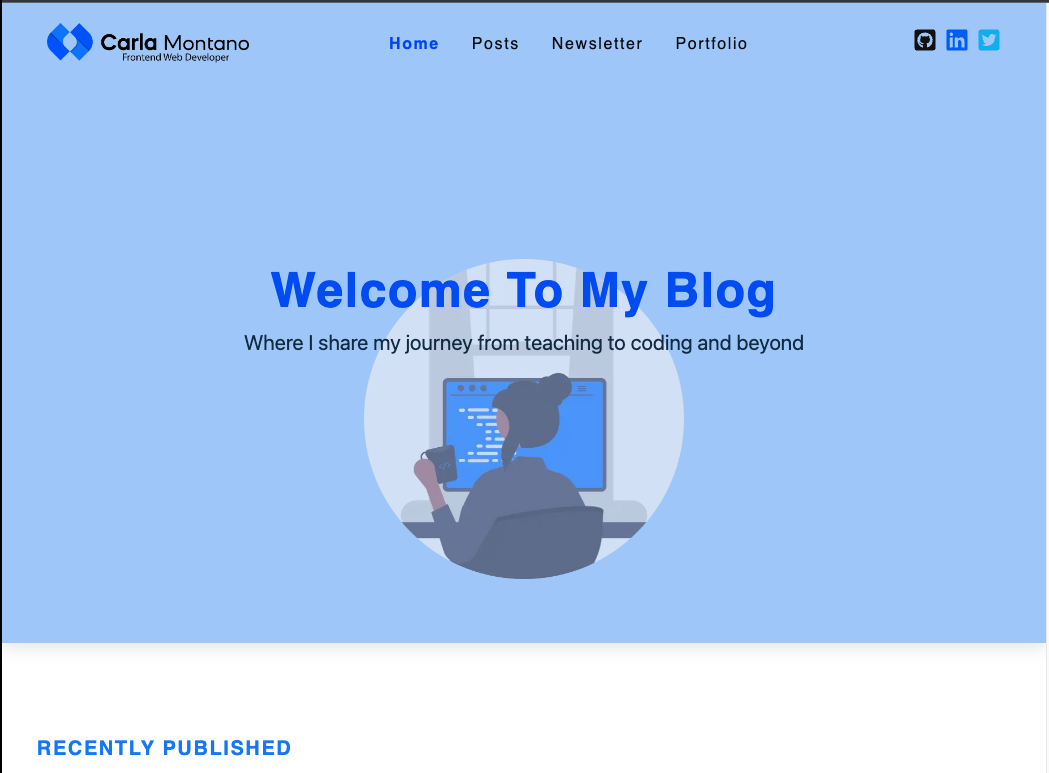 Carla Montano
Frontend Web Developer
Home Posts Newsletter Portfolio
in
Welcome To My Blog
Where I share my journey from teaching to coding and beyond
</>
RECENTLY PUBLISHED